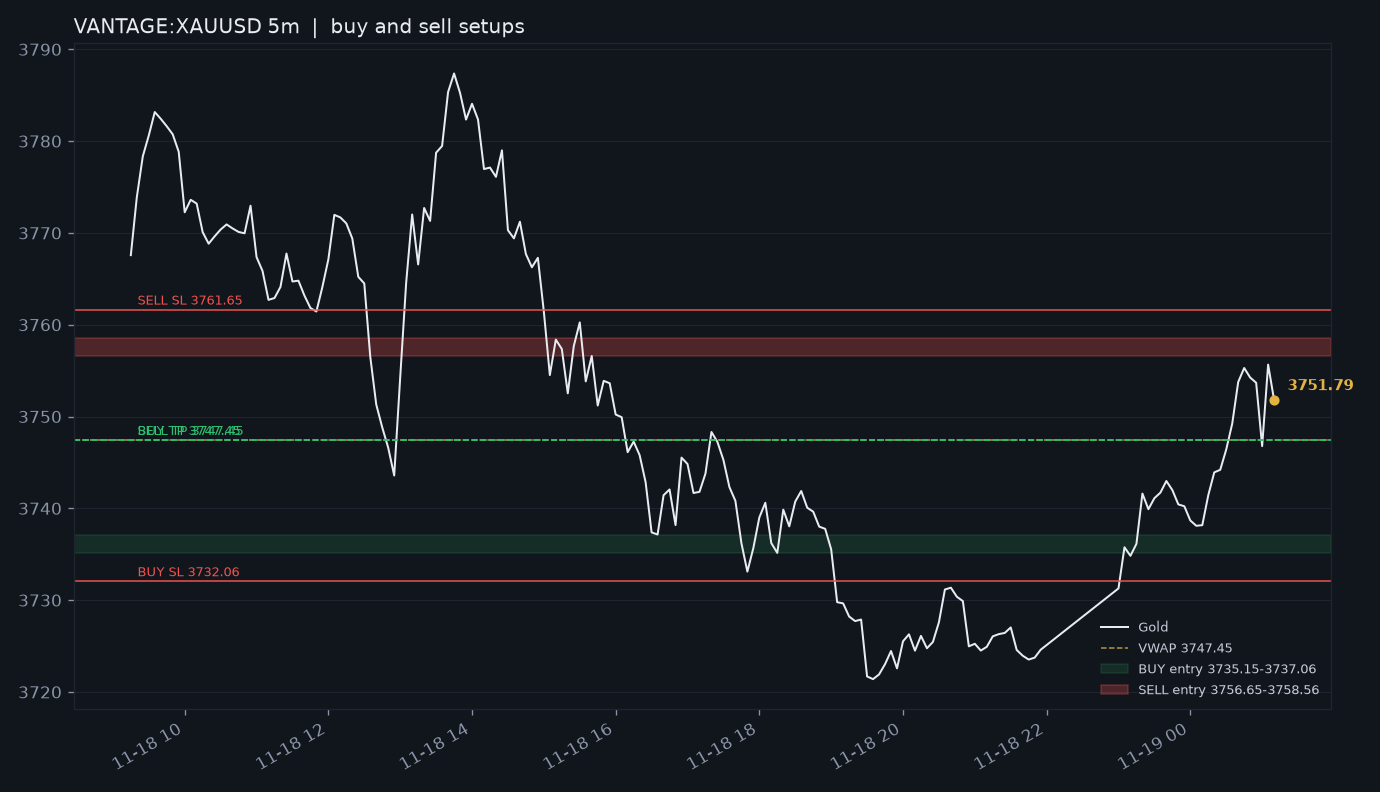 VANTAGE:XAUUSD 5m | buy and sell setups
3790
3780
3770
3760
3750
3740
3730
3720
SELL SL 3761.65
3751.79
TP 3747.45
BUY SL 3732.06
Gold
VWAP 3747.45
BUY entry 3735.15-3737.06
SELL entry 3756.65-3758.56
11-18 10
11-18 12
11-18 14
11-18 16
11-18 18
11-18 20
11-18 22
11-19 00